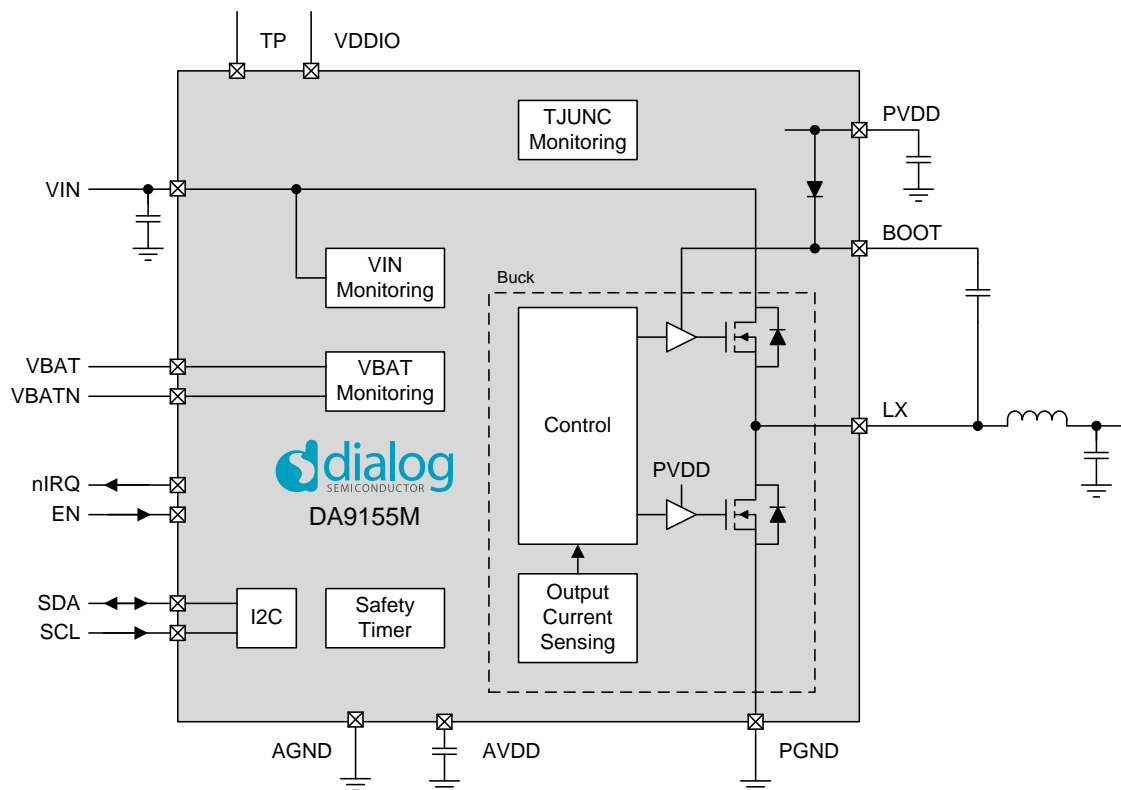 TP
VDDIO
TJUNC
Monitoring
PVDD
VIN
BOOT
VIN
Monitoring
Buck
VBAT
VBATN
VBAT
Monitoring
Control
LX
dialog
SEMICONDUCTOR
DA9155M
PVDD
nIRQ
EN
SDA
SCL
I2C
Safety
Timer
Output
Current
Sensing
AGND
AVDD
PGND